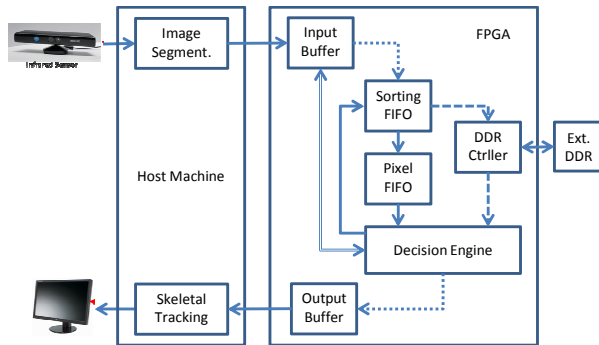 Image
Segment.
Input
Buffer
FPGA
Infrared Sensor
Sorting
FIFO
DDR
Ctrller
Ext.
DDR
Host Machine
Pixel
FIFO
Decision Engine
Skeletal
Tracking
Output
Buffer